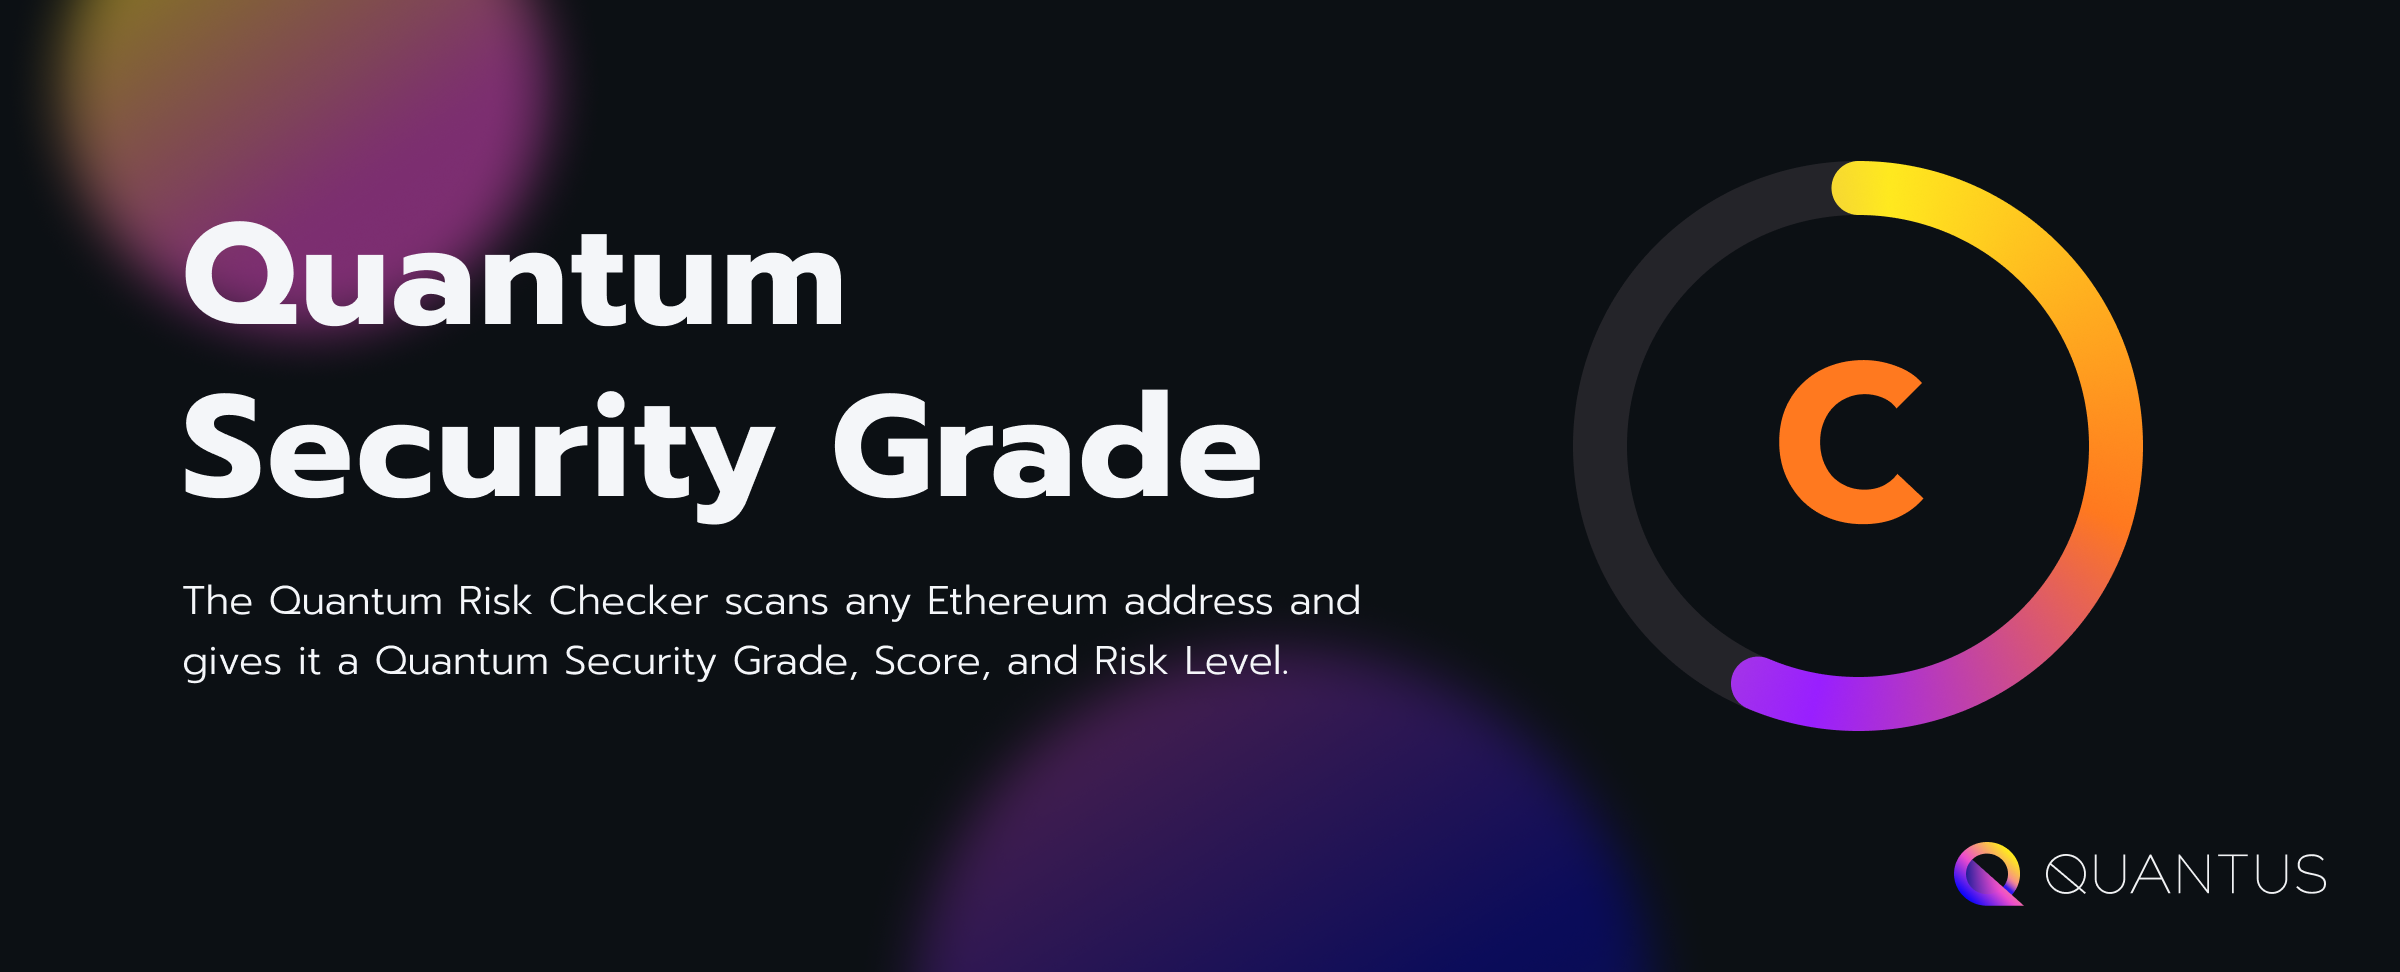 Quantum
Security Grade
The Quantum Risk Checker scans any Ethereum address and
gives it a Quantum Security Grade, Score, and Risk Level.
C
QUANTUS